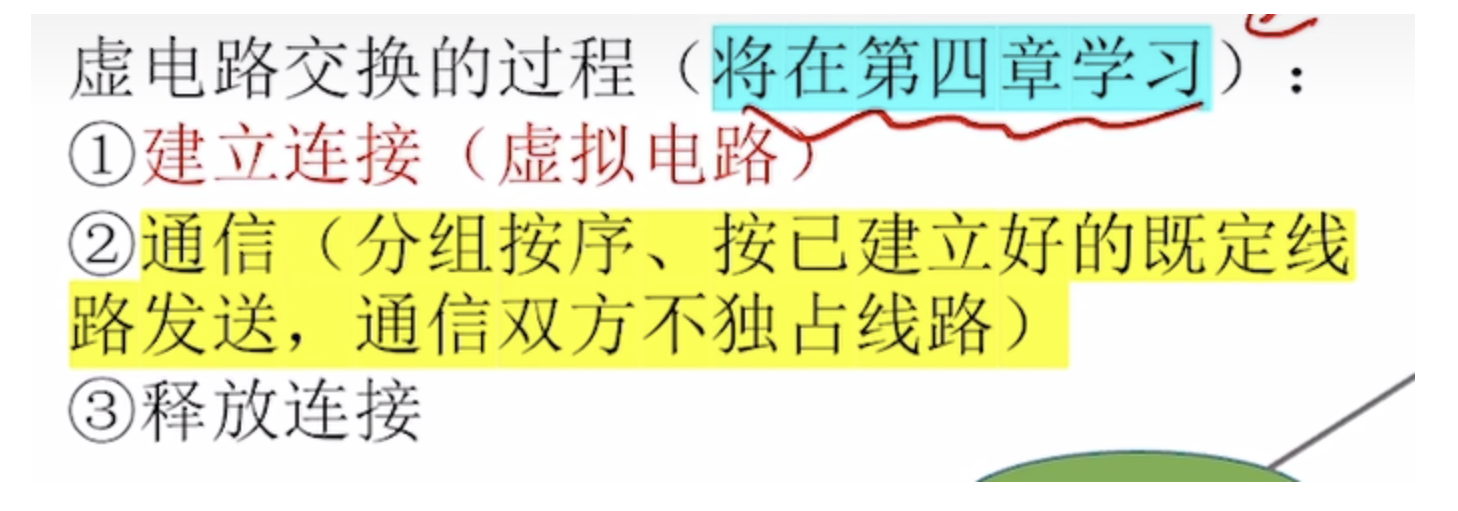 虚电路交换的过程（将在第四章学习）：
①建立连接（虚拟电路）
②通信（分组按序、按已建立好的既定线
路发送，通信双方不独占线路）
③释放连接